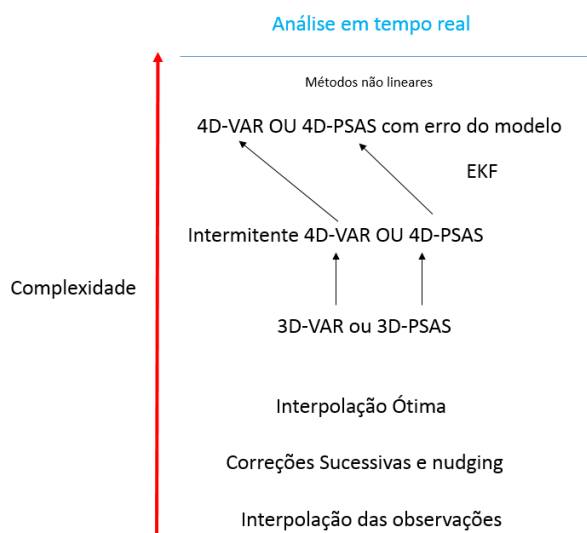 Análise em tempo real
Métodos não lineares
4D-VAR OU 4D-PSAS com erro do modelo
EKF
Intermitente 4D-VAR OU 4D-PSAS
Complexidade
3D-VAR ou 3D-PSAS
Interpolação Ótima
Correções Sucessivas e nudging
Interpolação das observações